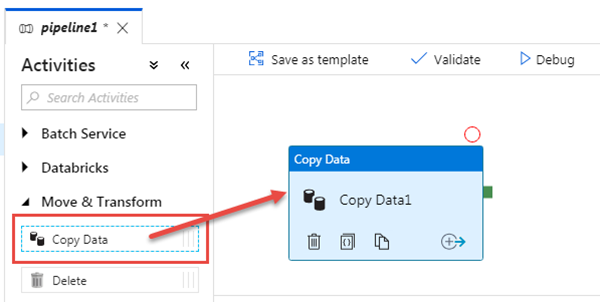 pipeline1 *
Activities
Search Activities
Batch Service
Databricks
Move & Transform
Copy Data
Delete
Save as template
Validate
Debug
Copy Data
Copy Data1